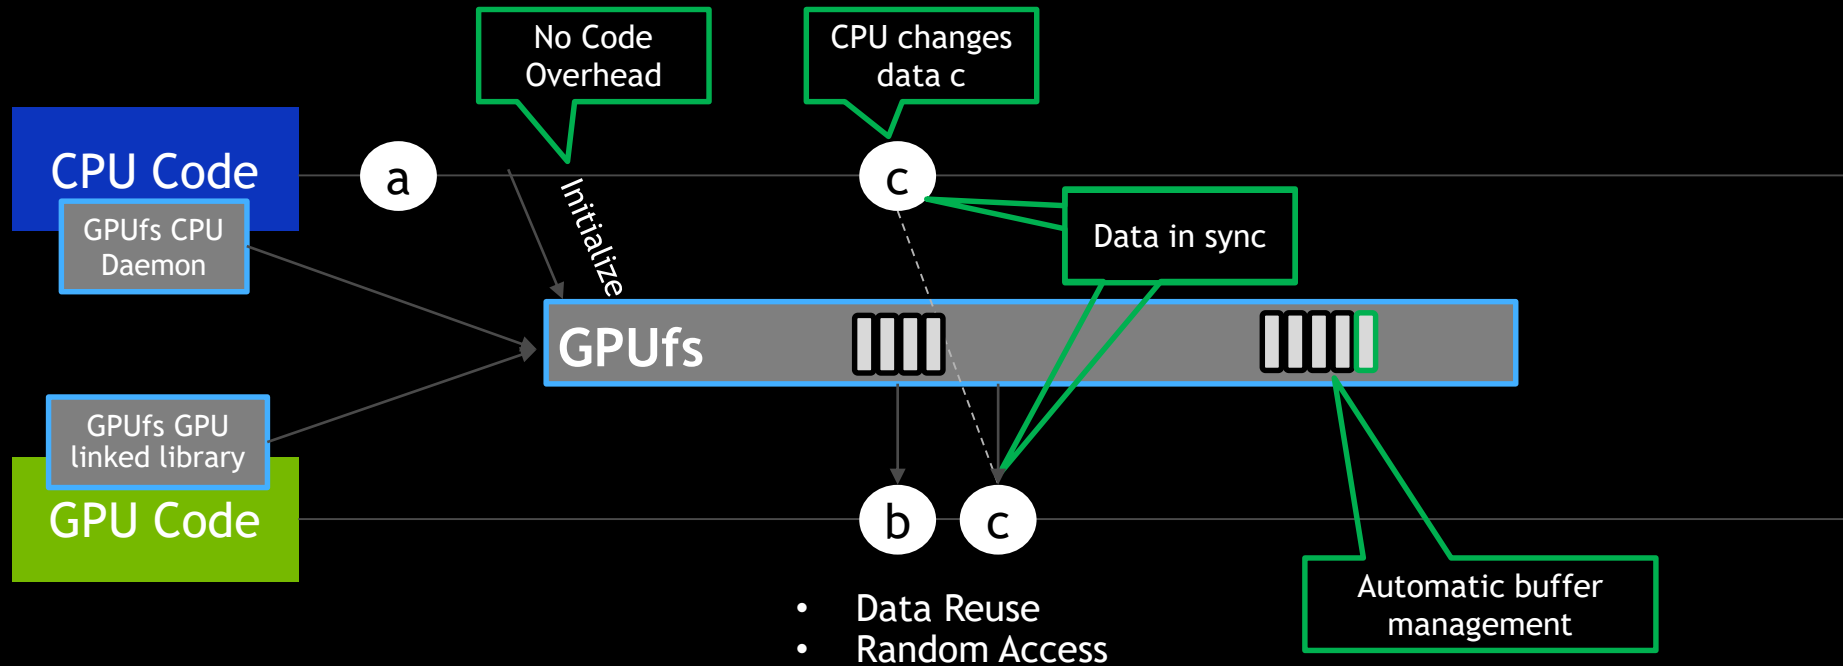 No Code
Overhead
CPU changes
data c
CPU Code
a
c
GPUfs CPU
Daemon
Initialize
Data in sync
GPUfs
GPUfs GPU
linked library
GPU Code
b
c
Automatic buffer
management
• Data Reuse
• Random Access